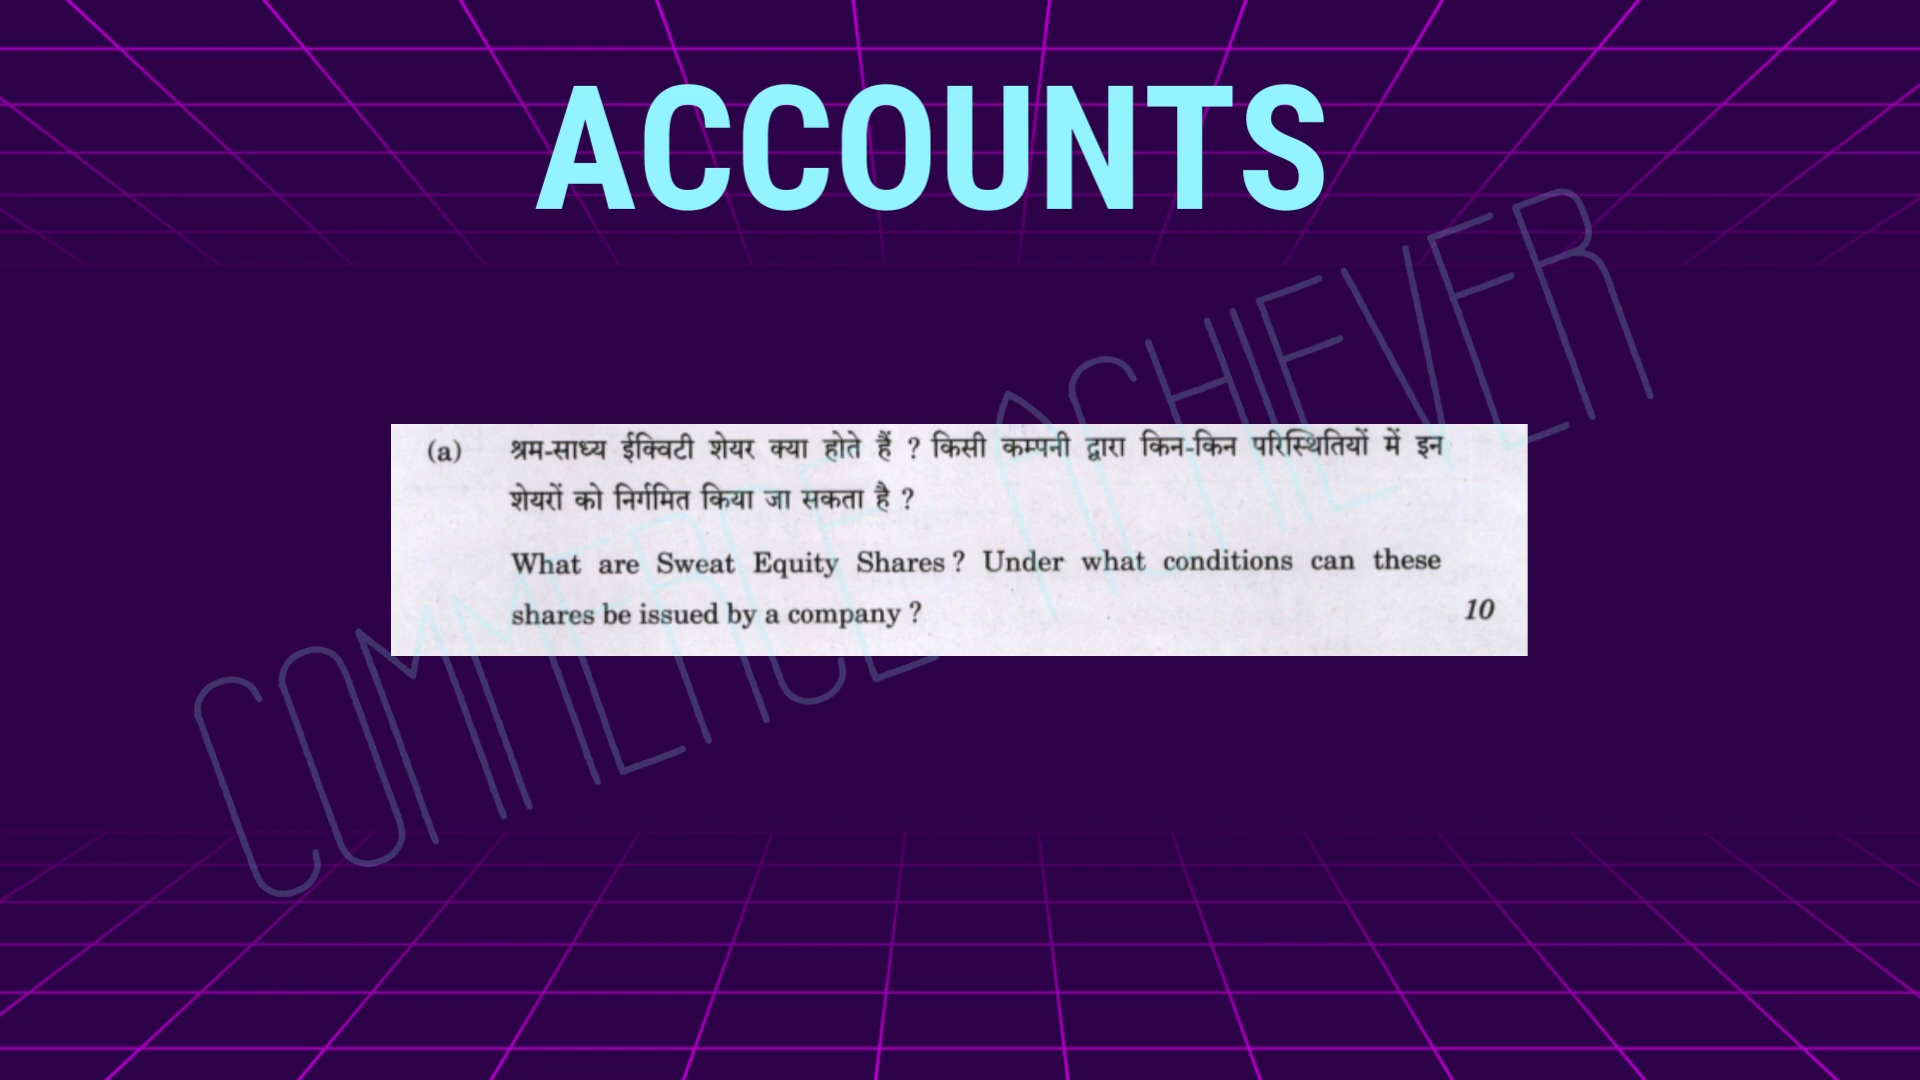 ACCOUNTS
(a) श्रम-साध्य ईक्विटी शेयर क्या होते हैं ? किसी कम्पनी द्वारा किन-किन परिस्थितियों में इन
शेयरों को निर्गमित किया जा सकता है ?
What are Sweat Equity Shares ? Under what conditions can these
shares be issued by a company ? 10
COMMERCE ACHIEVER